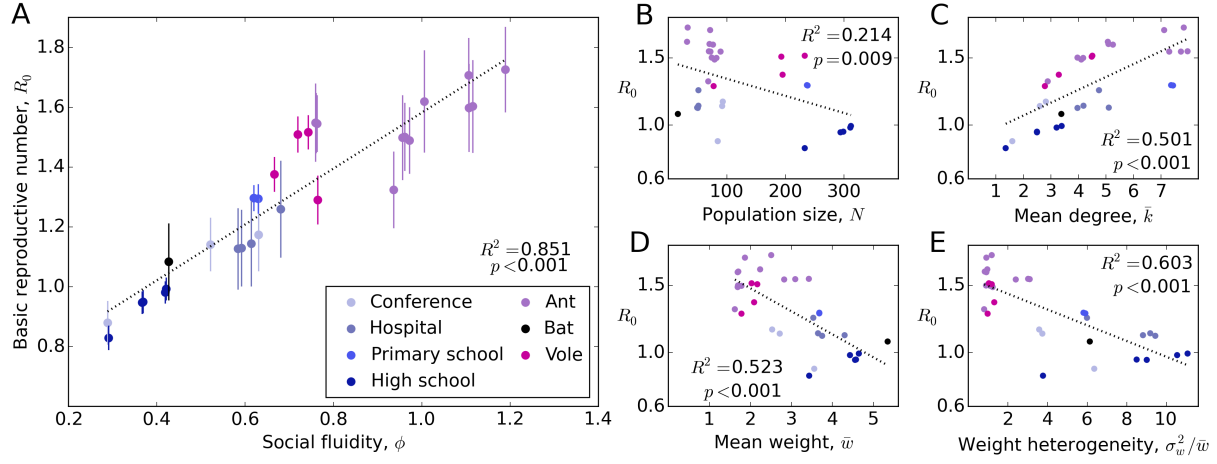 A
Basic reproductive number, R₀
1.8
1.6
1.4
1.2
1.0
0.8
0.2
0.4
0.6
0.8
1.0
1.2
1.4
Social fluidity, ϕ
R² =0.851
p <0.001
Conference
Hospital
Primary school
High school
Ant
Bat
Vole
B
R₀
1.5
1.0
0.6
100
200
300
Population size, N
R² =0.214
p =0.009
C
R₀
1.5
1.0
0.6
1
2
3
4
5
6
7
Mean degree, k̄
R² =0.501
p <0.001
D
R₀
1.5
1.0
0.6
1
2
3
4
5
Mean weight, w̄
R² =0.523
p <0.001
E
R₀
1.5
1.0
0.6
2
4
6
8
10
Weight heterogeneity, σ²_w/w̄
R² =0.603
p <0.001